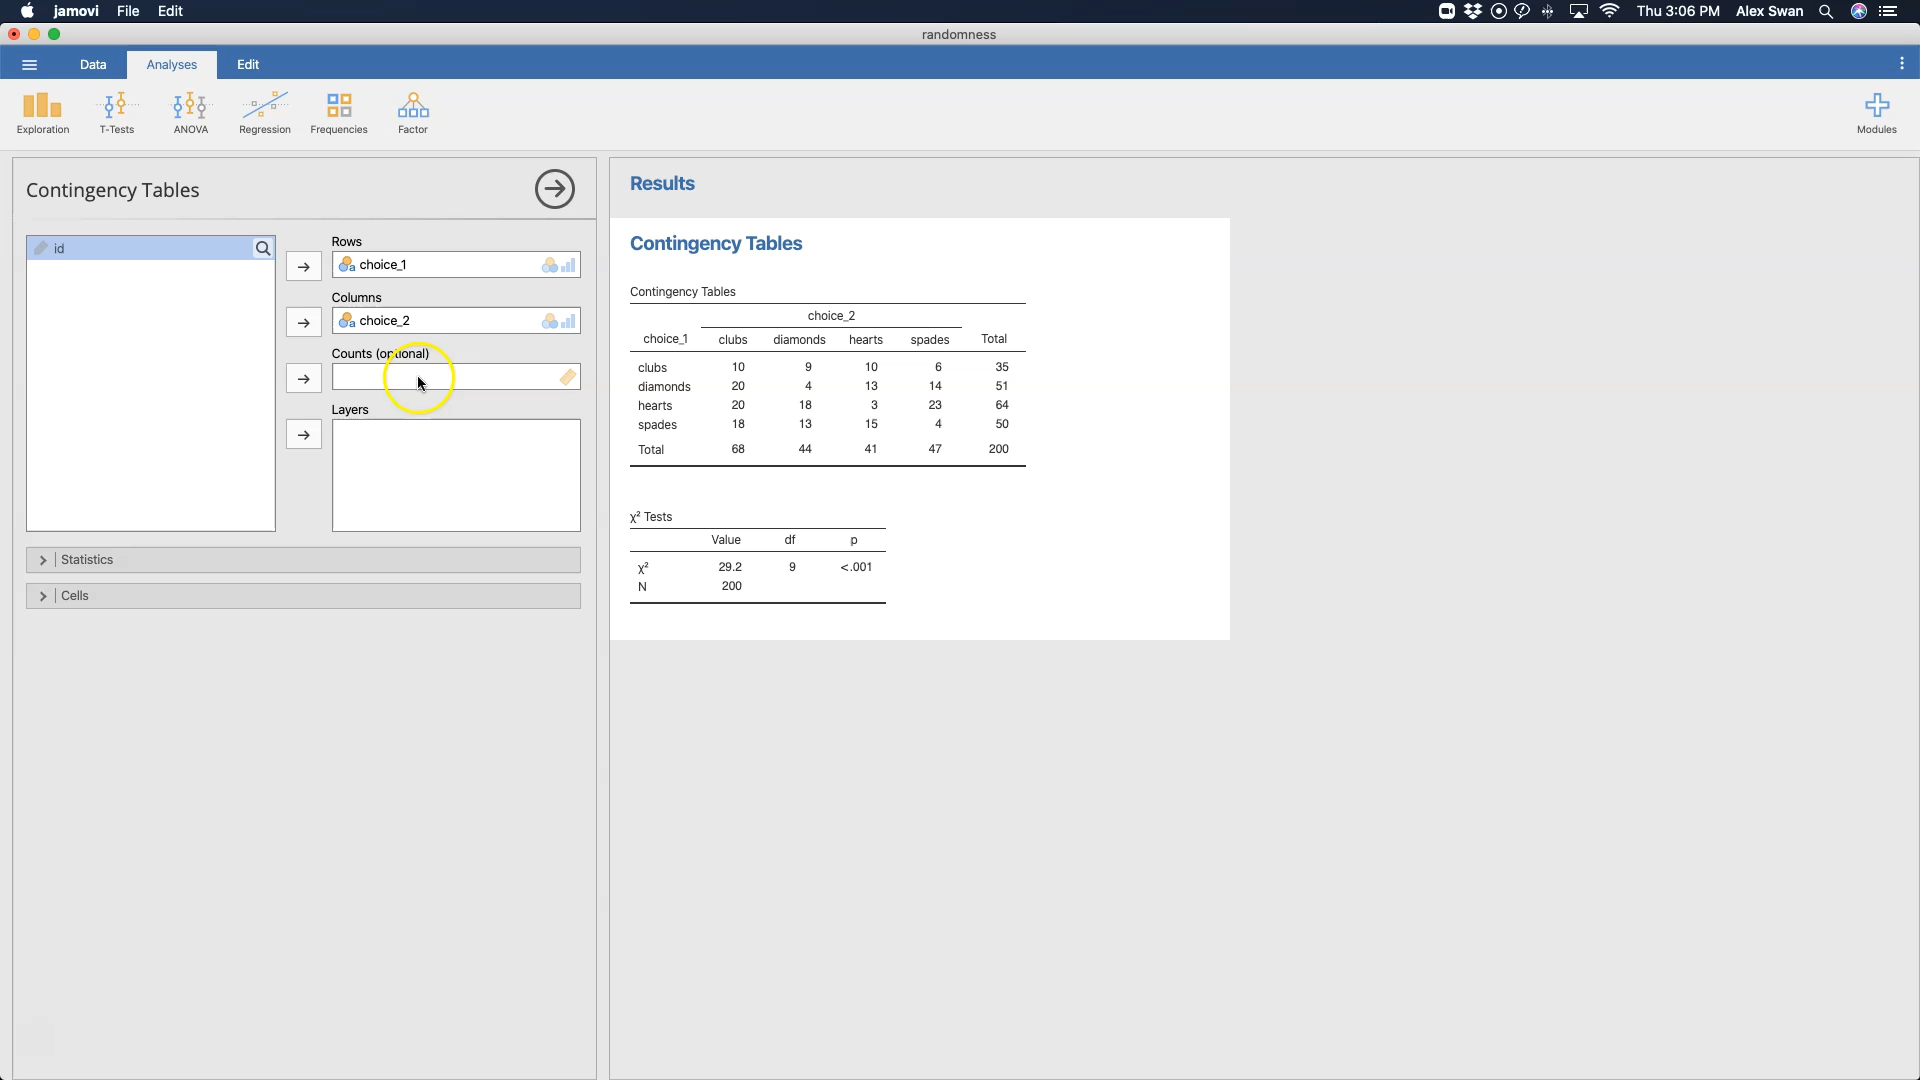 jamovi File Edit Thu 3:06 PM Alex Swan
randomness
Data Analyses Edit
Exploration T-Tests ANOVA Regression Frequencies Factor Modules
Contingency Tables
id
Rows
a choice_1
Columns
a choice_2
Counts (optional)
Layers
Statistics
Cells
Results
Contingency Tables
Contingency Tables
choice_2
choice_1 clubs diamonds hearts spades Total
clubs 10 9 10 6 35
diamonds 20 4 13 14 51
hearts 20 18 3 23 64
spades 18 13 15 4 50
Total 68 44 41 47 200
χ² Tests
Value df p
χ² 29.2 9 <.001
N 200